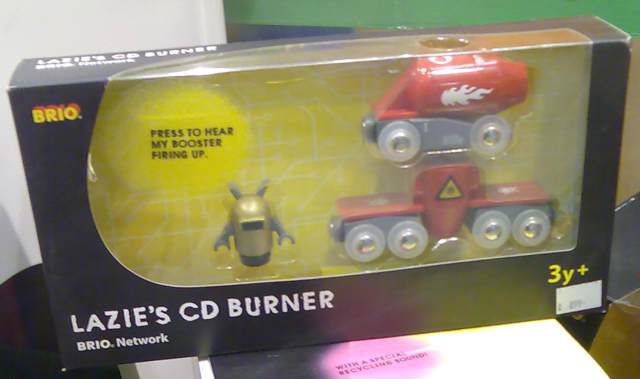 LAZIE'S CD BURNER
BRIO. Network
BRIO.
PRESS TO HEAR
MY BOOSTER
FIRING UP.
3y+
LAZIE'S CD BURNER
BRIO. Network
WITH A SPECIAL
RECYCLING SOUND!